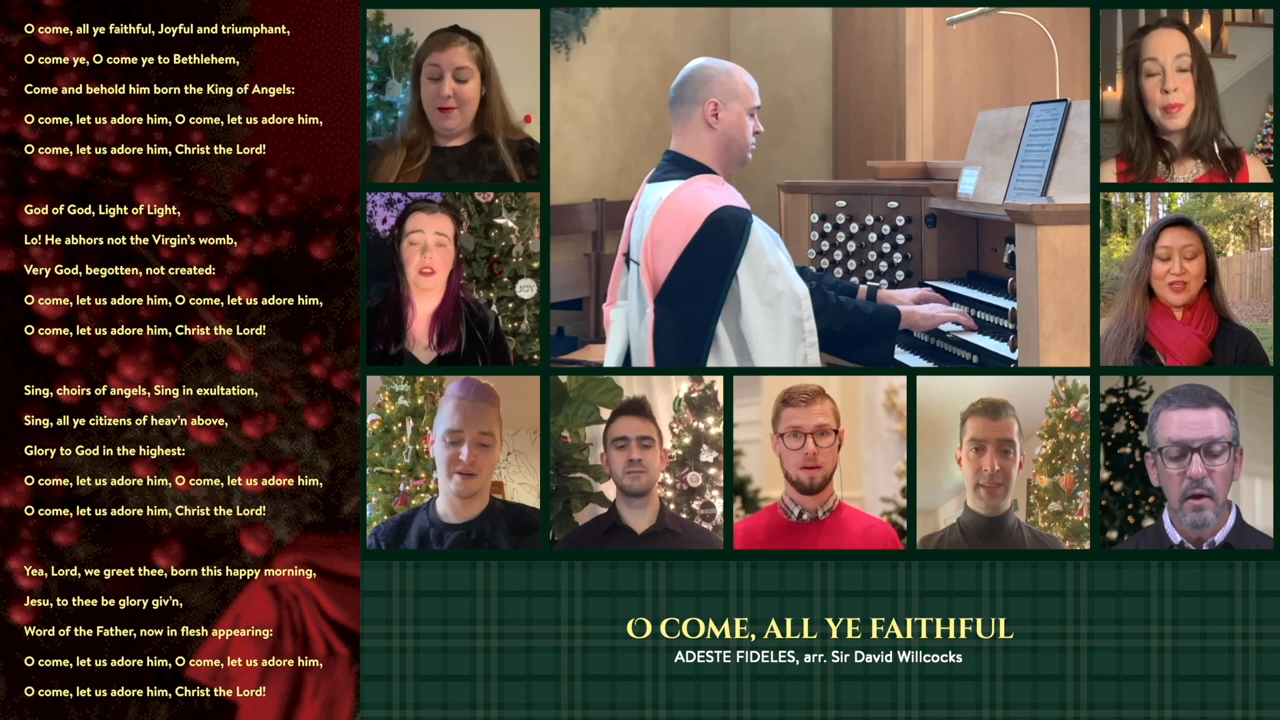 O come, all ye faithful, Joyful and triumphant,
O come ye, O come ye to Bethlehem,
Come and behold him born the King of Angels:
O come, let us adore him, O come, let us adore him,
O come, let us adore him, Christ the Lord!
God of God, Light of Light,
Lo! He abhors not the Virgin's womb,
Very God, begotten, not created:
O come, let us adore him, O come, let us adore him,
O come, let us adore him, Christ the Lord!
Sing, choirs of angels, Sing in exultation,
Sing, all ye citizens of heav'n above,
Glory to God in the highest:
O come, let us adore him, O come, let us adore him,
O come, let us adore him, Christ the Lord!
Yea, Lord, we greet thee, born this happy morning,
Jesu, to thee be glory giv'n,
Word of the Father, now in flesh appearing:
O come, let us adore him, O come, let us adore him,
O come, let us adore him, Christ the Lord!
JOY
O COME, ALL YE FAITHFUL
ADESTE FIDELES, arr. Sir David Willcocks